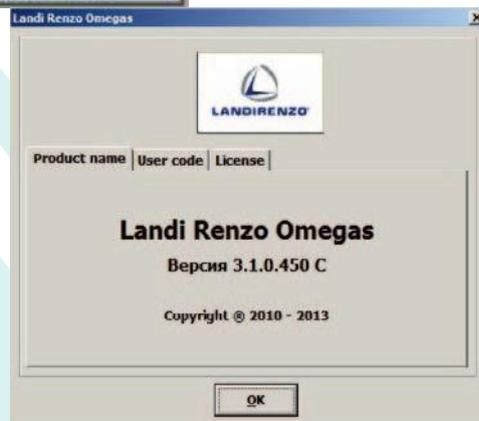 Landi Renzo Omegas
LANDIRENZO®
Product name User code License
Landi Renzo Omegas
Версия 3.1.0.450 C
Copyright © 2010 - 2013
OK